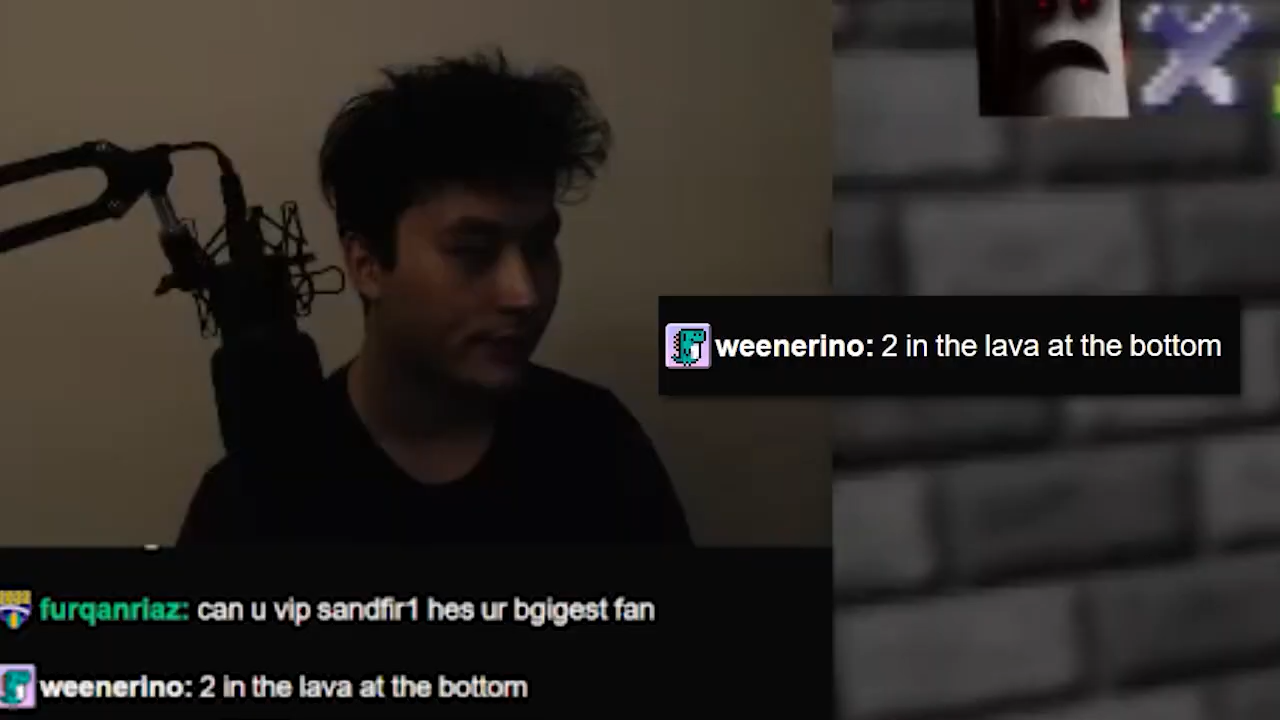 weenerino: 2 in the lava at the bottom
furqanriaz: can u vip sandfir1 hes ur bgigest fan
weenerino: 2 in the lava at the bottom